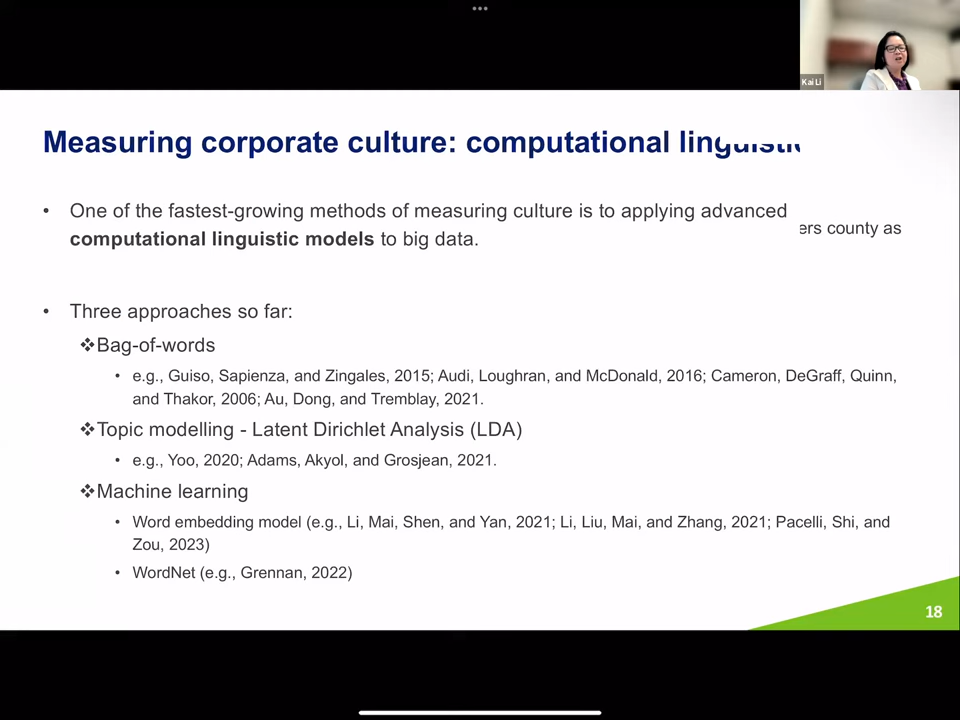 Kai Li
Measuring corporate culture: computational
ers county as
• One of the fastest-growing methods of measuring culture is to applying advanced
computational linguistic models to big data.
• Three approaches so far:
❖Bag-of-words
• e.g., Guiso, Sapienza, and Zingales, 2015; Audi, Loughran, and McDonald, 2016; Cameron, DeGraff, Quinn,
and Thakor, 2006; Au, Dong, and Tremblay, 2021.
❖Topic modelling - Latent Dirichlet Analysis (LDA)
• e.g., Yoo, 2020; Adams, Akyol, and Grosjean, 2021.
❖Machine learning
• Word embedding model (e.g., Li, Mai, Shen, and Yan, 2021; Li, Liu, Mai, and Zhang, 2021; Pacelli, Shi, and
Zou, 2023)
• WordNet (e.g., Grennan, 2022)
18